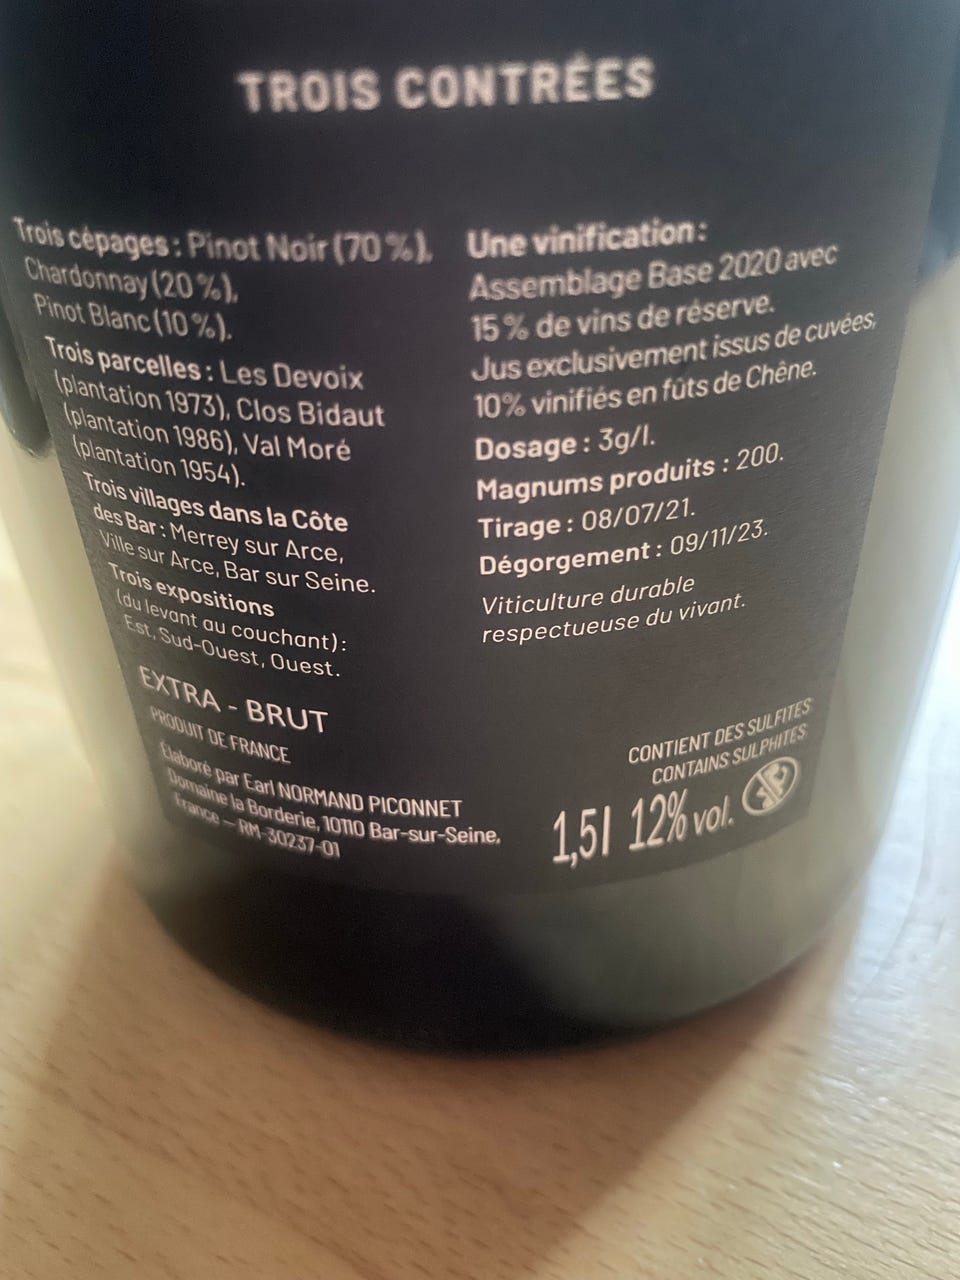 TROIS CONTRÉES
Trois cépages : Pinot Noir (70 %),
Chardonnay (20 %),
Pinot Blanc (10 %).
Trois parcelles : Les Devoix
(plantation 1973), Clos Bidaut
(plantation 1986), Val Moré
(plantation 1954).
Trois villages dans la Côte
des Bar : Merrey sur Arce,
Ville sur Arce, Bar sur Seine.
Trois expositions
(du levant au couchant) :
Est, Sud-Ouest, Ouest.
EXTRA - BRUT
PRODUIT DE FRANCE
Élaboré par Earl NORMAND PICONNET
Domaine la Borderie, 10110 Bar-sur-Seine,
France – RM-30237-01
Une vinification :
Assemblage Base 2020 avec
15 % de vins de réserve.
Jus exclusivement issus de cuvées,
10% vinifiés en fûts de Chêne.
Dosage : 3g/l.
Magnums produits : 200.
Tirage : 08/07/21.
Dégorgement : 09/11/23.
Viticulture durable
respectueuse du vivant.
CONTIENT DES SULFITES
CONTAINS SULPHITES
1,5l 12% vol.